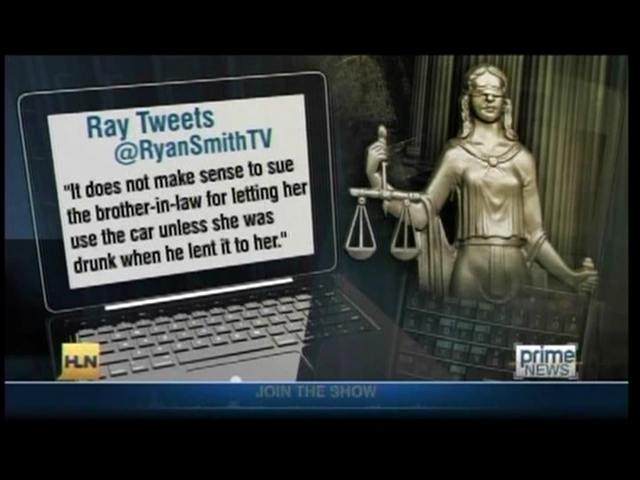 Ray Tweets
@RyanSmithTV
"It does not make sense to sue
the brother-in-law for letting her
use the car unless she was
drunk when he lent it to her."
HLN
prime
NEWS
JOIN THE SHOW